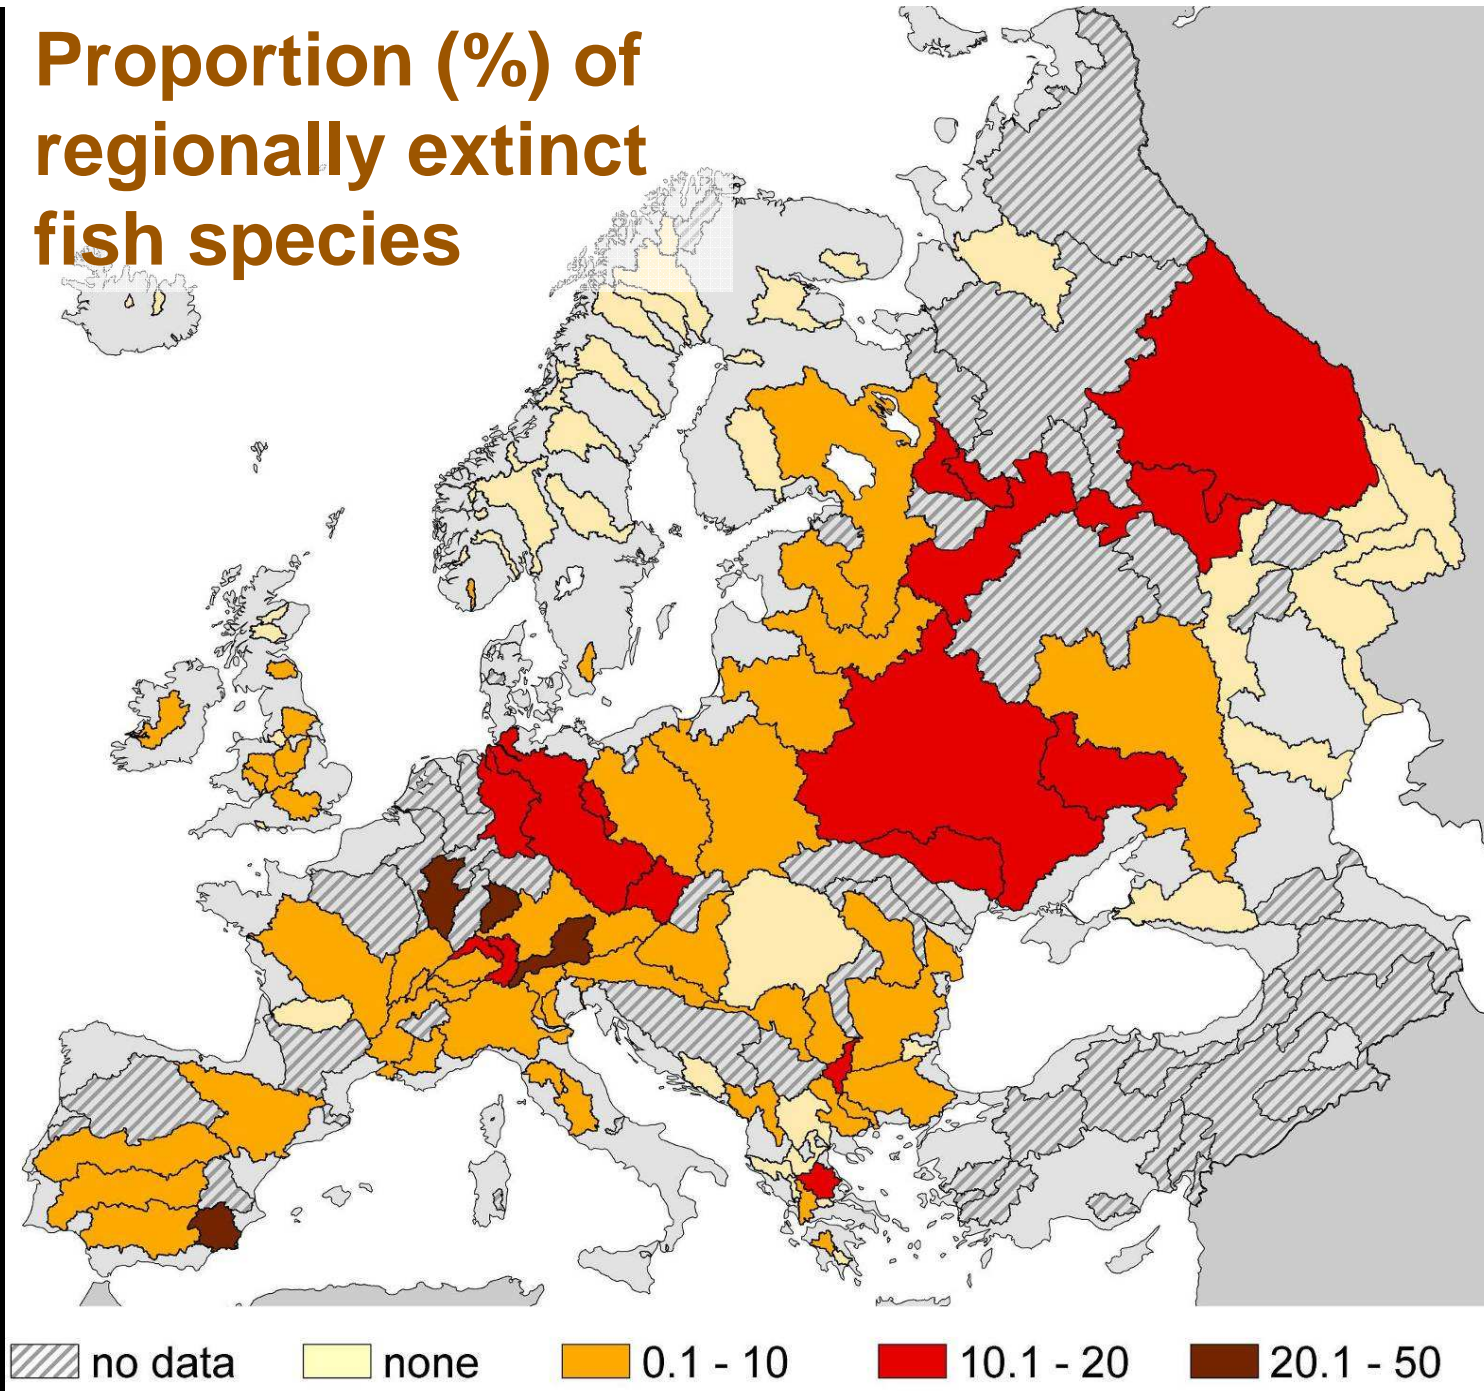 Proportion (%) of
regionally extinct
fish species
no data none 0.1 - 10 10.1 - 20 20.1 - 50